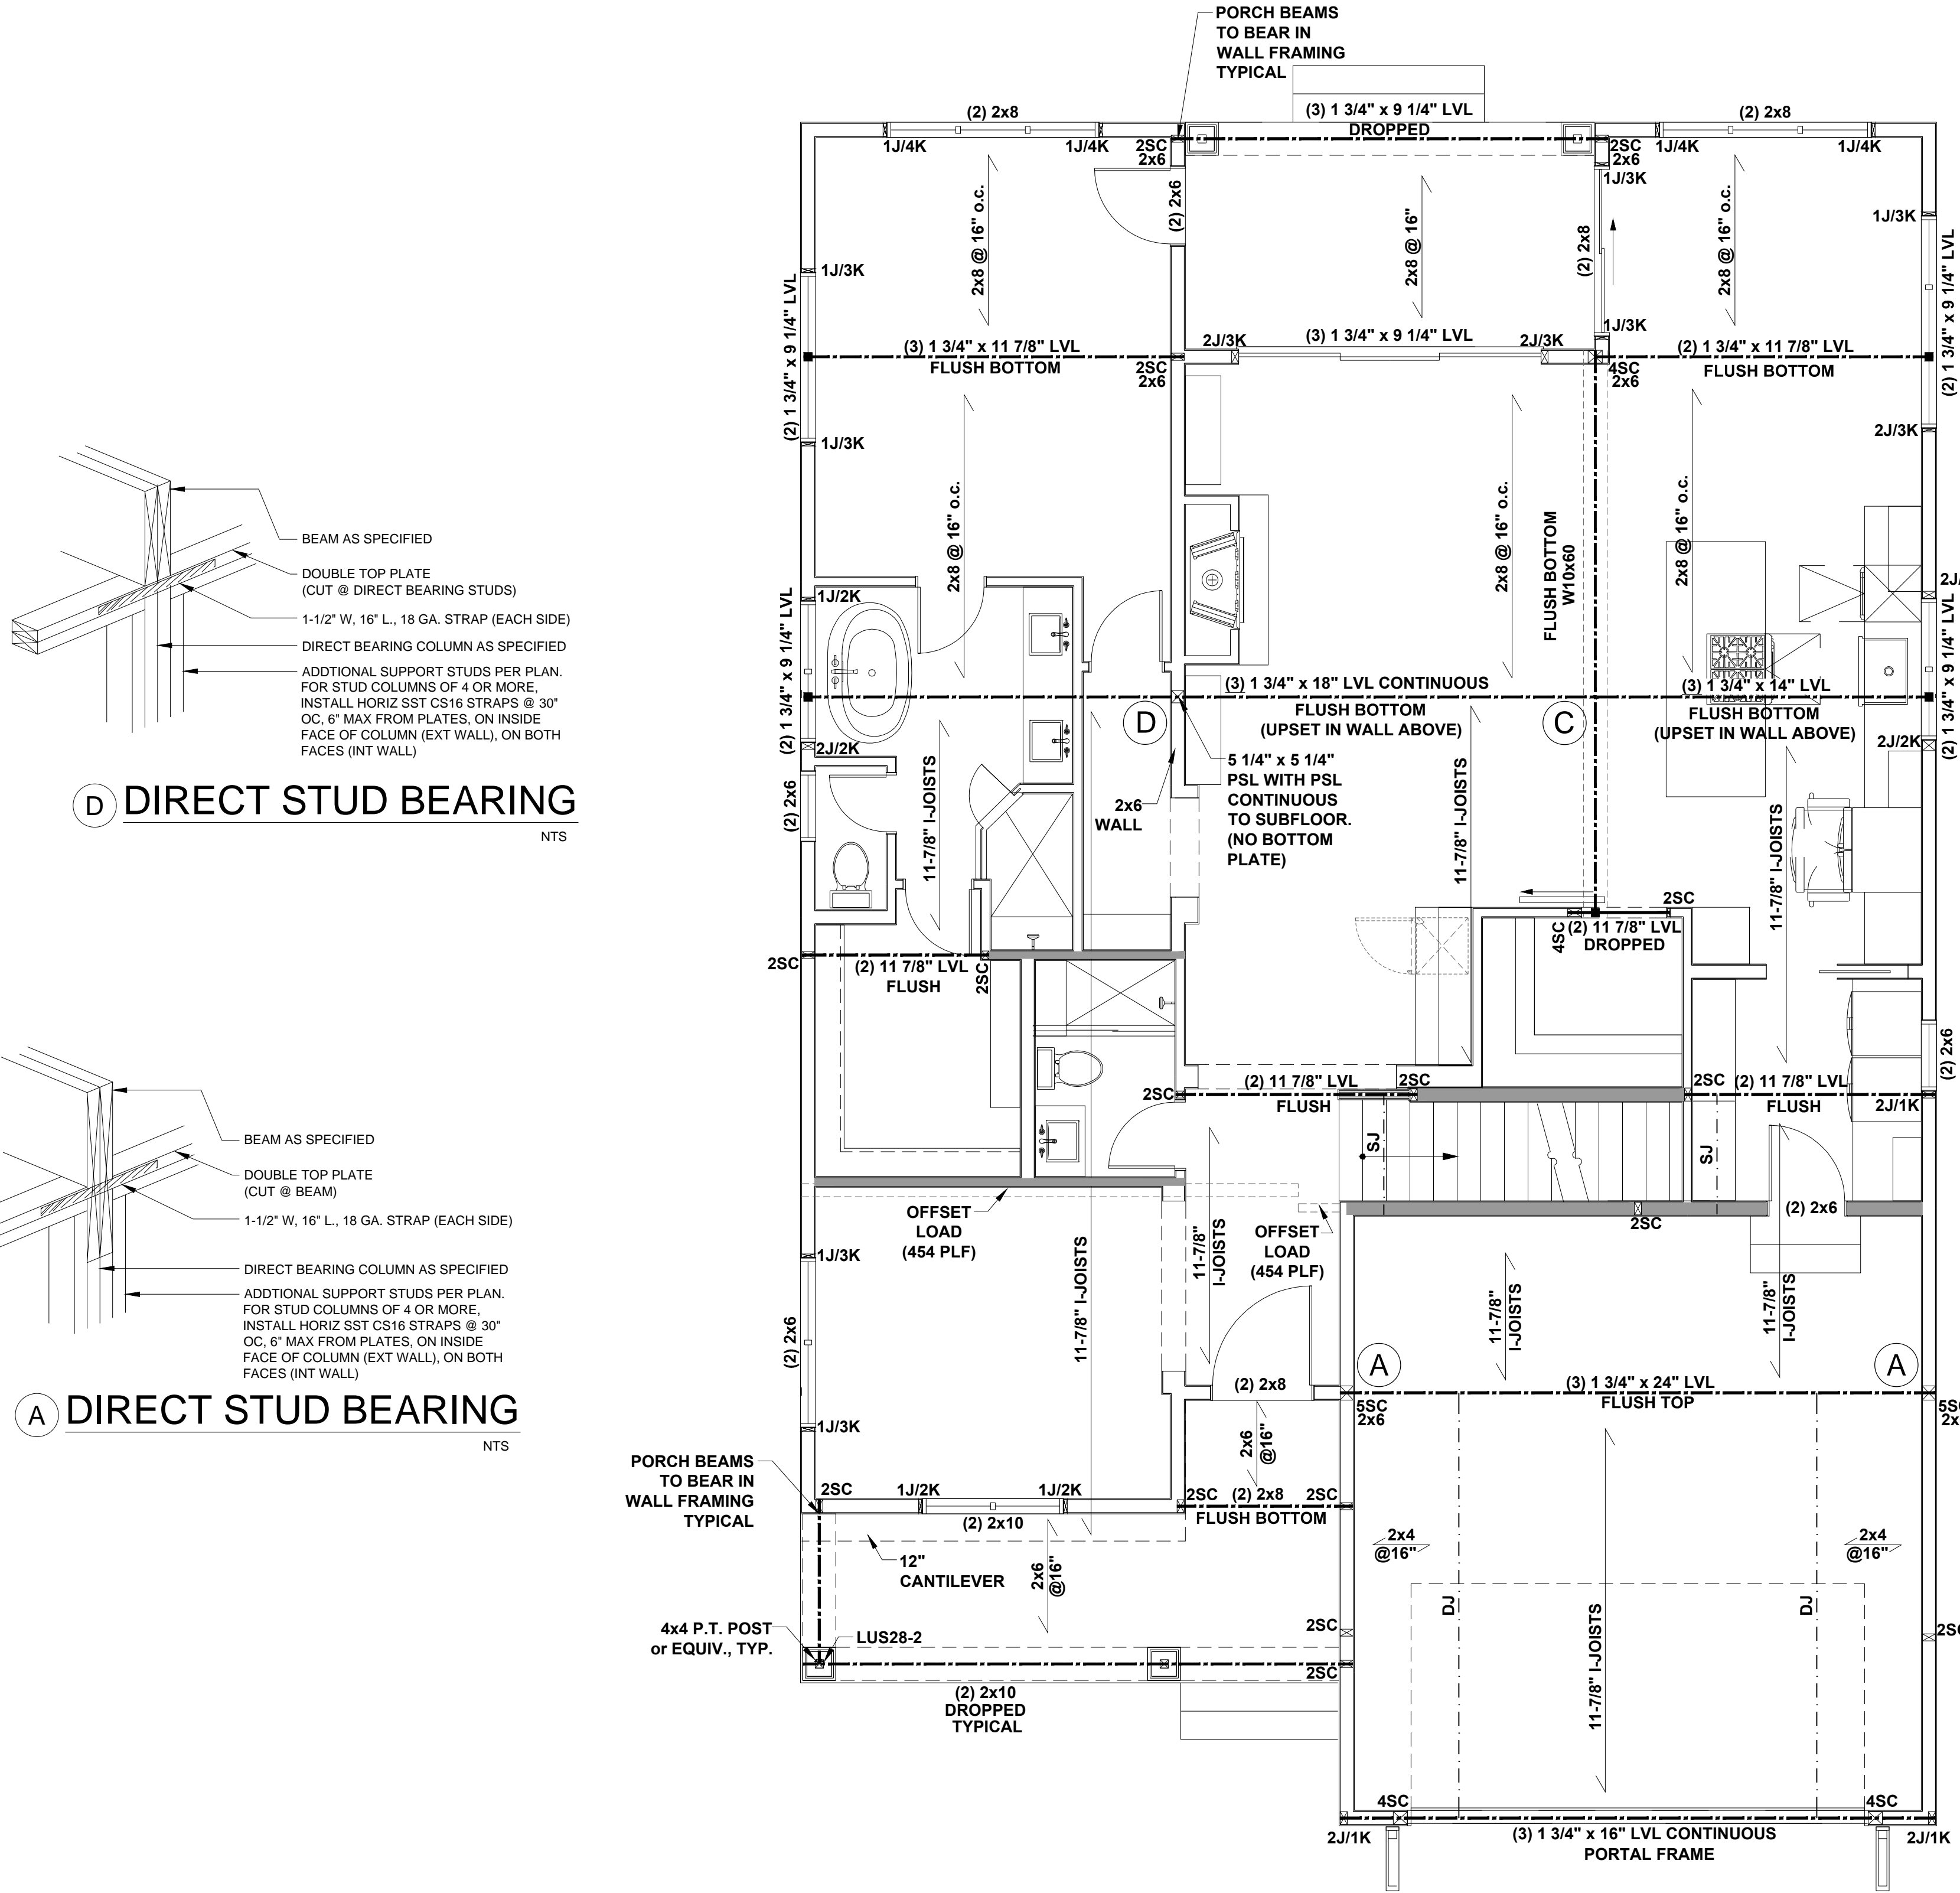 PORCH BEAMS
TO BEAR IN
WALL FRAMING
TYPICAL
(2) 2x8
(3) 1 3/4" x 9 1/4" LVL
DROPPED
(2) 2x8
1J/4K
1J/4K
2SC
2x6
2SC
2x6
1J/4K
1J/4K
1J/3K
(2) 2x6
2x8 @ 16" o.c.
2x8 @ 16"
(2) 2x8
2x8 @ 16" o.c.
1J/3K
(2) 1 3/4" x 9 1/4" LVL
1J/3K
(2) 1 3/4" x 9 1/4" LVL
1J/3K
(3) 1 3/4" x 11 7/8" LVL
FLUSH BOTTOM
2J/3K
(3) 1 3/4" x 9 1/4" LVL
2J/3K
(2) 1 3/4" x 11 7/8" LVL
FLUSH BOTTOM
2SC
2x6
4SC
2x6
1J/3K
2J/3K
2x8 @ 16" o.c.
2x8 @ 16" o.c.
FLUSH BOTTOM
W10x60
2x8 @ 16" o.c.
BEAM AS SPECIFIED
DOUBLE TOP PLATE
(CUT @ DIRECT BEARING STUDS)
1-1/2" W, 16" L., 18 GA. STRAP (EACH SIDE)
DIRECT BEARING COLUMN AS SPECIFIED
ADDTIONAL SUPPORT STUDS PER PLAN.
FOR STUD COLUMNS OF 4 OR MORE,
INSTALL HORIZ SST CS16 STRAPS @ 30"
OC, 6" MAX FROM PLATES, ON INSIDE
FACE OF COLUMN (EXT WALL), ON BOTH
FACES (INT WALL)
D DIRECT STUD BEARING
NTS
1J/2K
2J/
(2) 1 3/4" x 9 1/4" LVL
(2) 1 3/4" x 9 1/4" LVL
(3) 1 3/4" x 18" LVL CONTINUOUS
FLUSH BOTTOM
(UPSET IN WALL ABOVE)
(3) 1 3/4" x 14" LVL
FLUSH BOTTOM
(UPSET IN WALL ABOVE)
D
C
2J/2K
2J/2K
5 1/4" x 5 1/4"
PSL WITH PSL
CONTINUOUS
TO SUBFLOOR.
(NO BOTTOM
PLATE)
2x6
WALL
(2) 2x6
11-7/8" I-JOISTS
11-7/8" I-JOISTS
11-7/8" I-JOISTS
2SC
4SC
(2) 11 7/8" LVL
DROPPED
2SC
(2) 11 7/8" LVL
FLUSH
2SC
(2) 2x6
2SC
(2) 11 7/8" LVL
FLUSH
2SC
2SC
(2) 11 7/8" LVL
FLUSH
2J/1K
SJ
SJ
BEAM AS SPECIFIED
DOUBLE TOP PLATE
(CUT @ BEAM)
1-1/2" W, 16" L., 18 GA. STRAP (EACH SIDE)
DIRECT BEARING COLUMN AS SPECIFIED
ADDTIONAL SUPPORT STUDS PER PLAN.
FOR STUD COLUMNS OF 4 OR MORE,
INSTALL HORIZ SST CS16 STRAPS @ 30"
OC, 6" MAX FROM PLATES, ON INSIDE
FACE OF COLUMN (EXT WALL), ON BOTH
FACES (INT WALL)
A DIRECT STUD BEARING
NTS
OFFSET
LOAD
(454 PLF)
OFFSET
LOAD
(454 PLF)
2SC
(2) 2x6
1J/3K
(2) 2x6
11-7/8" I-JOISTS
11-7/8"
I-JOISTS
11-7/8"
I-JOISTS
11-7/8"
I-JOISTS
A
A
(2) 2x8
(3) 1 3/4" x 24" LVL
FLUSH TOP
5SC
2x6
5S
2x
1J/3K
2x6
@16"
PORCH BEAMS
TO BEAR IN
WALL FRAMING
TYPICAL
2SC
1J/2K
1J/2K
(2) 2x10
2SC
(2) 2x8
2SC
FLUSH BOTTOM
12"
CANTILEVER
2x6
@16"
2x4
@16"
2x4
@16"
DJ
DJ
11-7/8" I-JOISTS
4x4 P.T. POST
or EQUIV., TYP.
LUS28-2
2SC
2SC
2S
(2) 2x10
DROPPED
TYPICAL
4SC
4SC
2J/1K
(3) 1 3/4" x 16" LVL CONTINUOUS
PORTAL FRAME
2J/1K